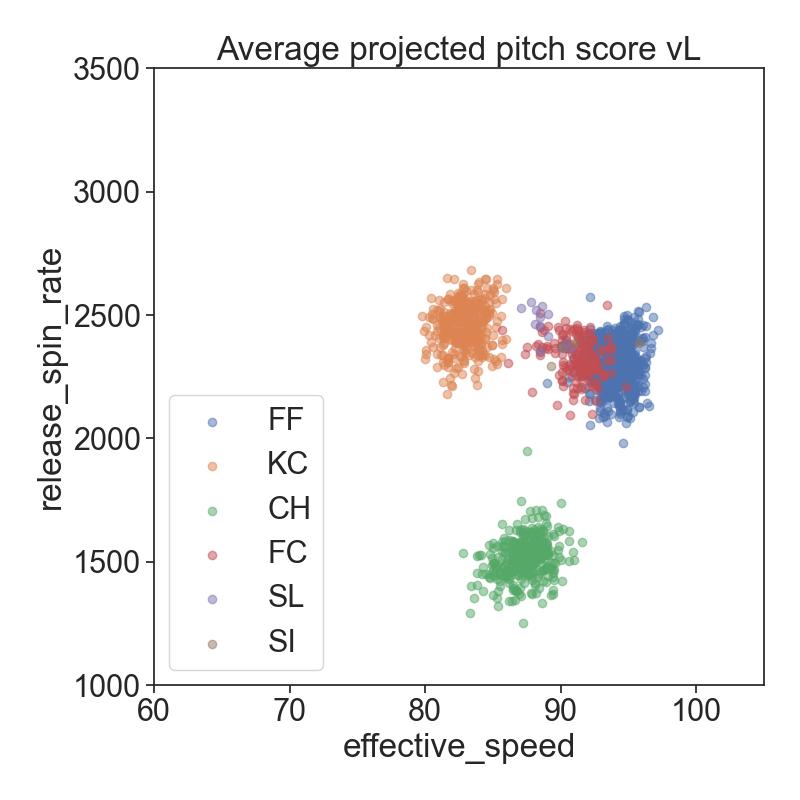 Average projected pitch score vL
3500
3000
2500
2000
1500
1000
release_spin_rate
FF
KC
CH
FC
SL
SI
60 70 80 90 100
effective_speed